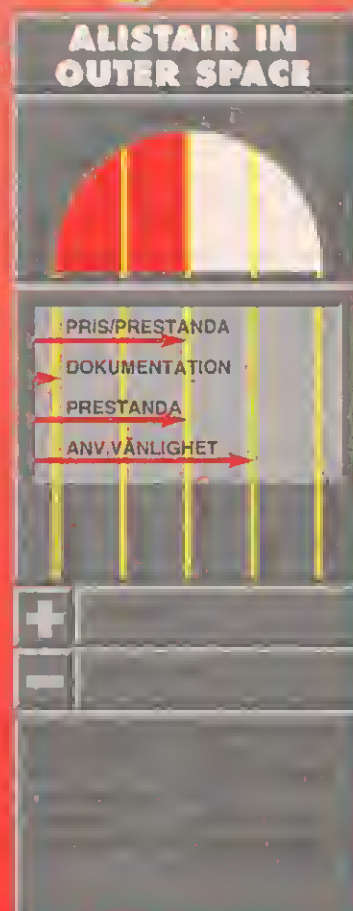 ALISTAIR IN
OUTER SPACE
PRIS/PRESTANDA
DOKUMENTATION
PRESTANDA
ANV.VÄNLIGHET
+
−